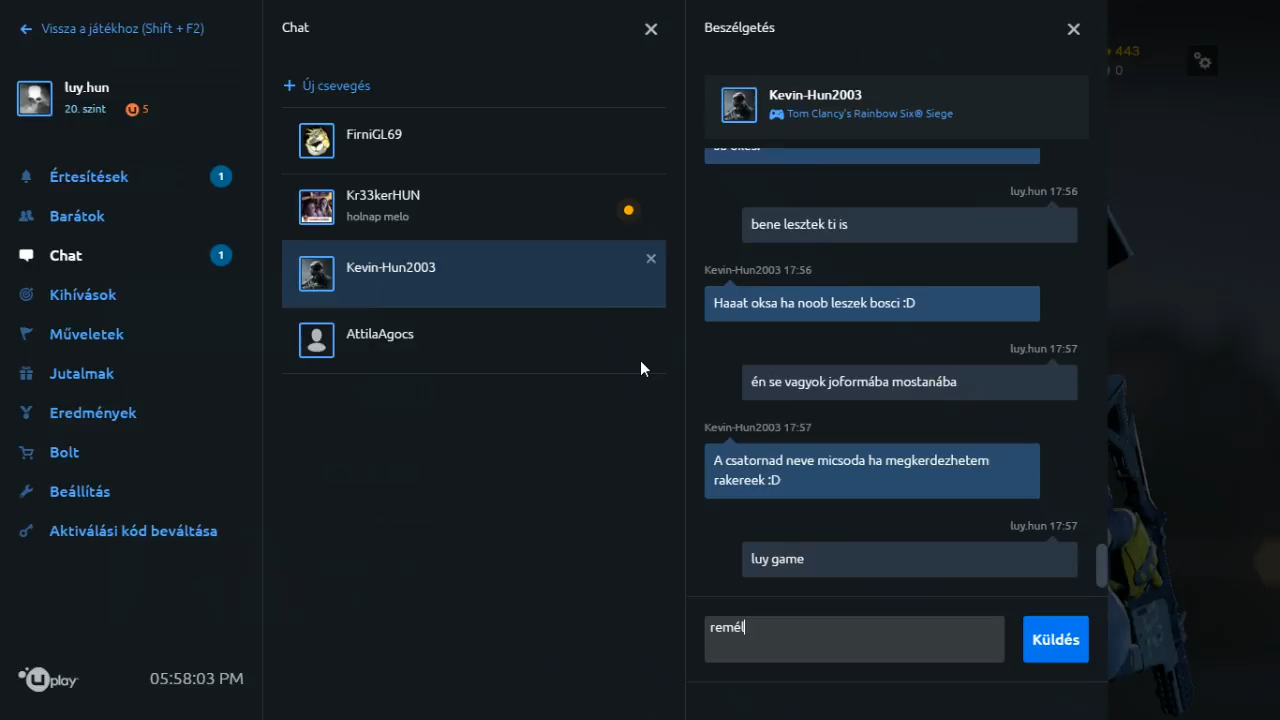 Vissza a játékhoz (Shift + F2)
luy.hun
20. szint
5
Értesítések
1
Barátok
Chat
1
Kihívások
Műveletek
Jutalmak
Eredmények
Bolt
Beállítás
Aktiválási kód beváltása
uplay
05:58:03 PM
Chat
Új csevegés
FirniGL69
Kr33kerHUN
holnap melo
Kevin-Hun2003
AttilaAgocs
Beszélgetés
Kevin-Hun2003
Tom Clancy's Rainbow Six® Siege
luy.hun 17:56
bene lesztek ti is
Kevin-Hun2003 17:56
Haaat oksa ha noob leszek bosci :D
luy.hun 17:57
én se vagyok joformába mostanába
Kevin-Hun2003 17:57
A csatornad neve micsoda ha megkerdezhetem
rakereek :D
luy.hun 17:57
luy game
remél
Küldés
443
0